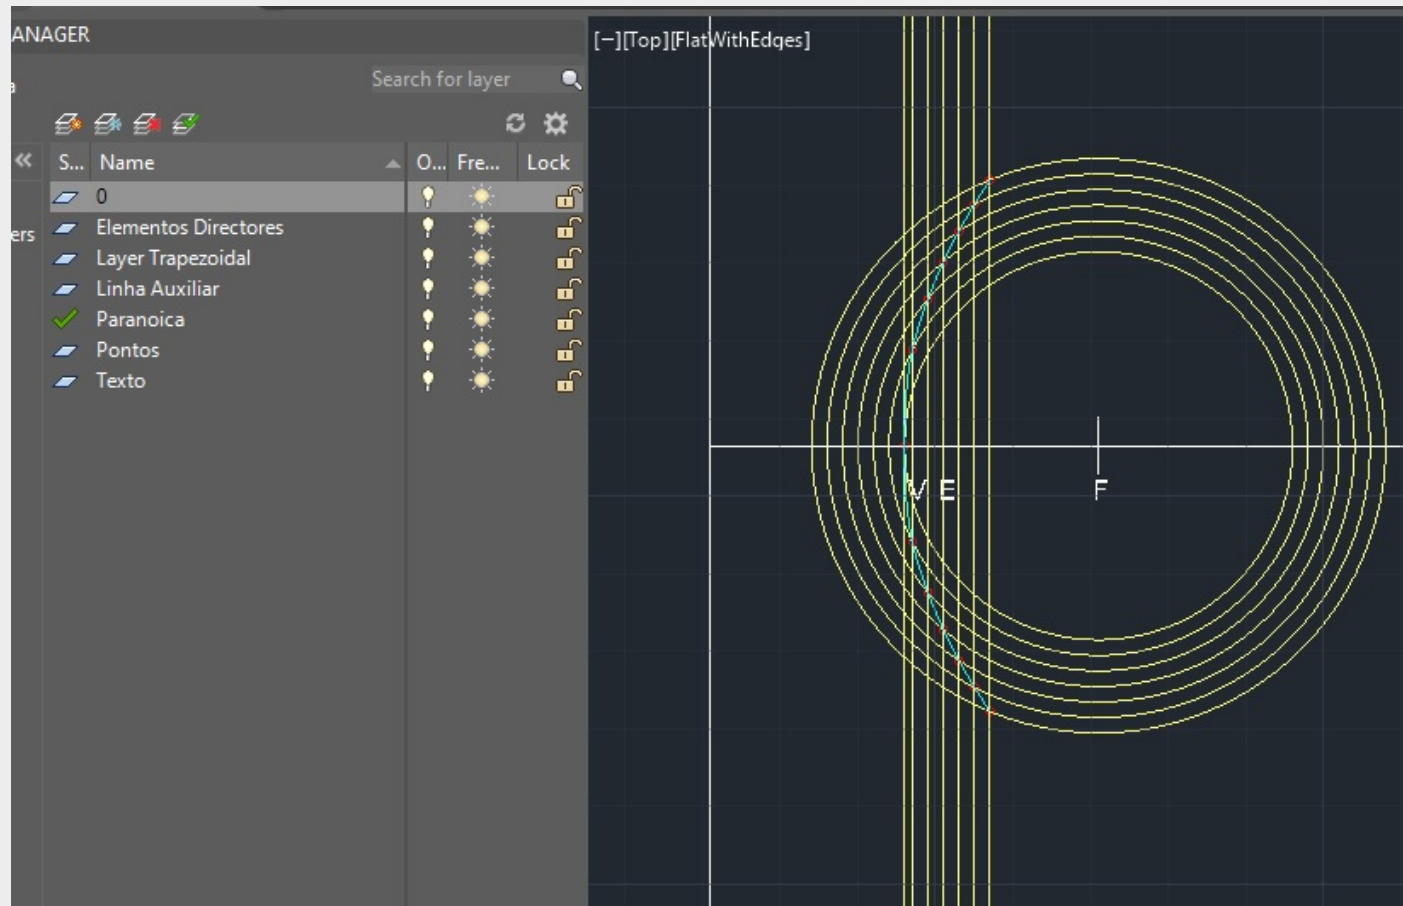 ANAGER
Search for layer
S... Name O... Fre... Lock
0
Elementos Directores
Layer Trapezoidal
Linha Auxiliar
Paranoica
Pontos
Texto
ers
[−][Top][FlatWithEdges]
V E F